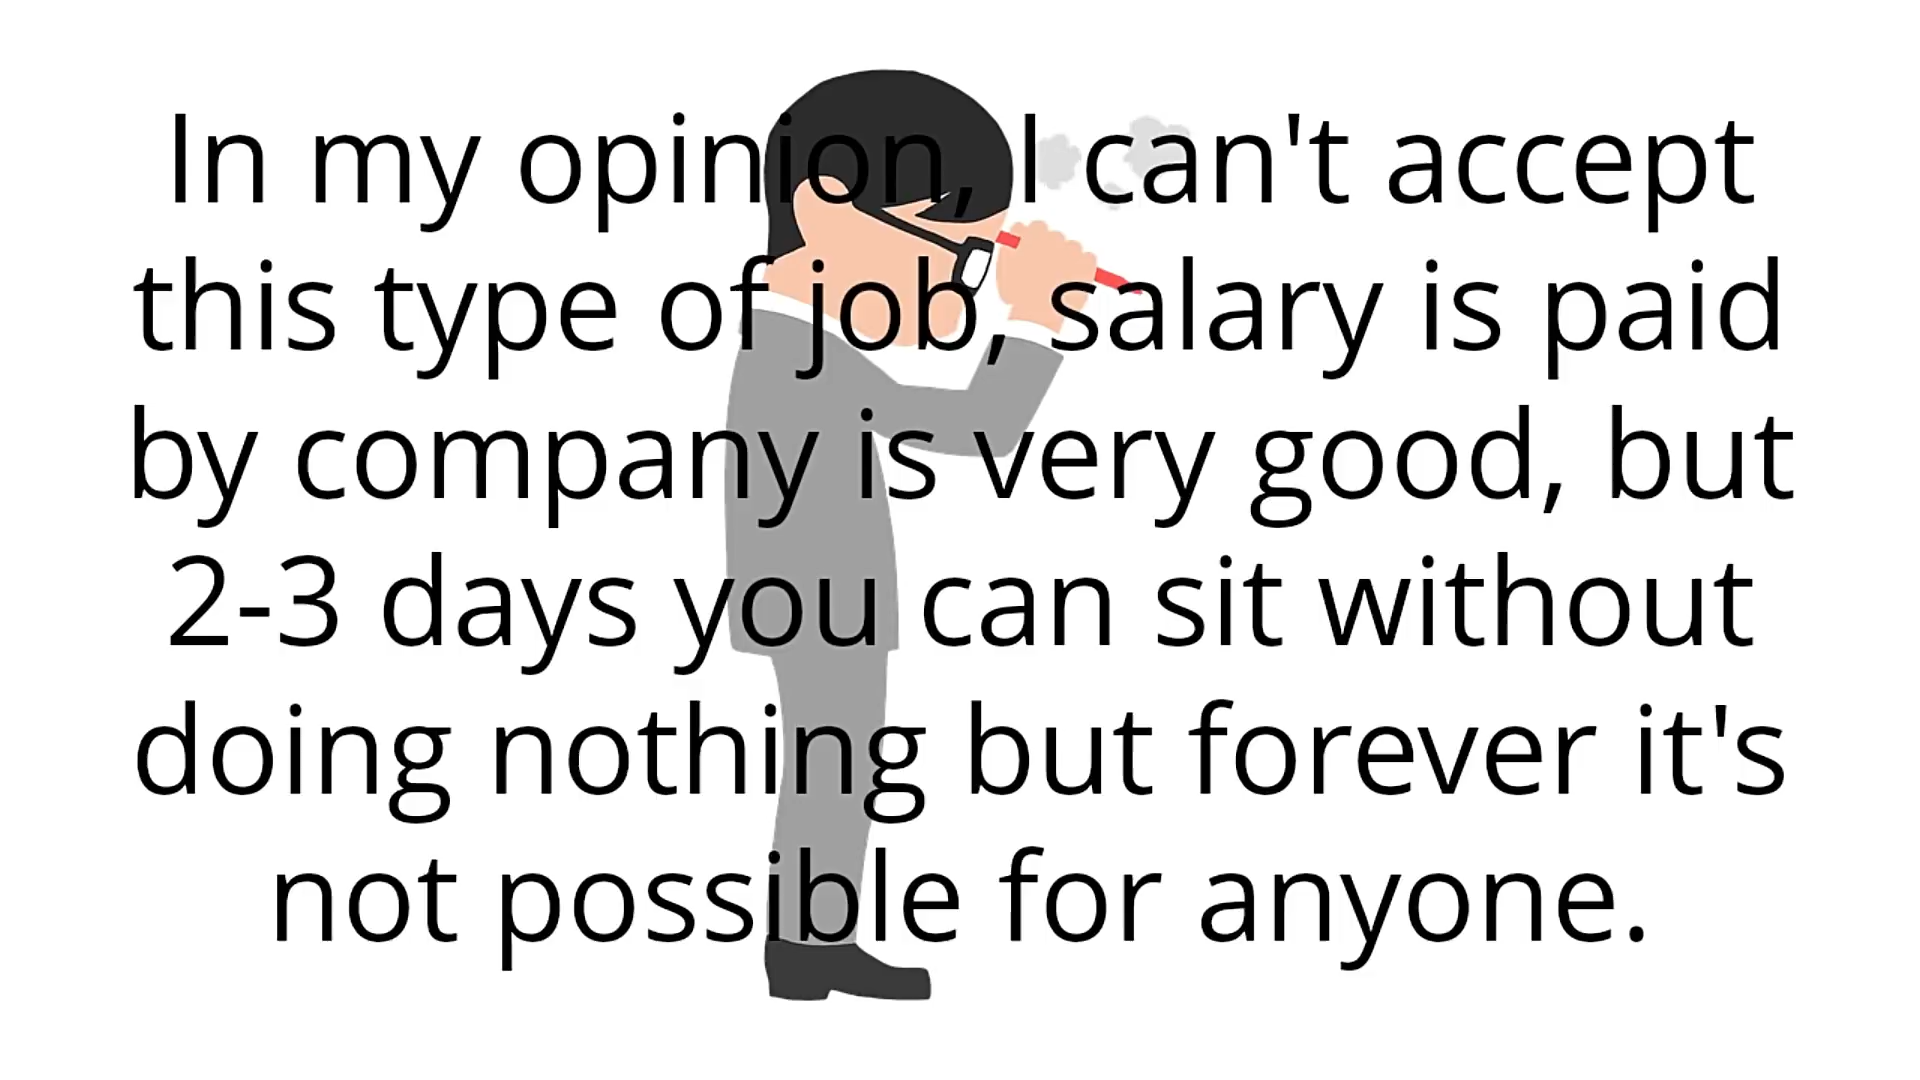 In my opinion, I can't accept
this type of job, salary is paid
by company is very good, but
2-3 days you can sit without
doing nothing but forever it's
not possible for anyone.